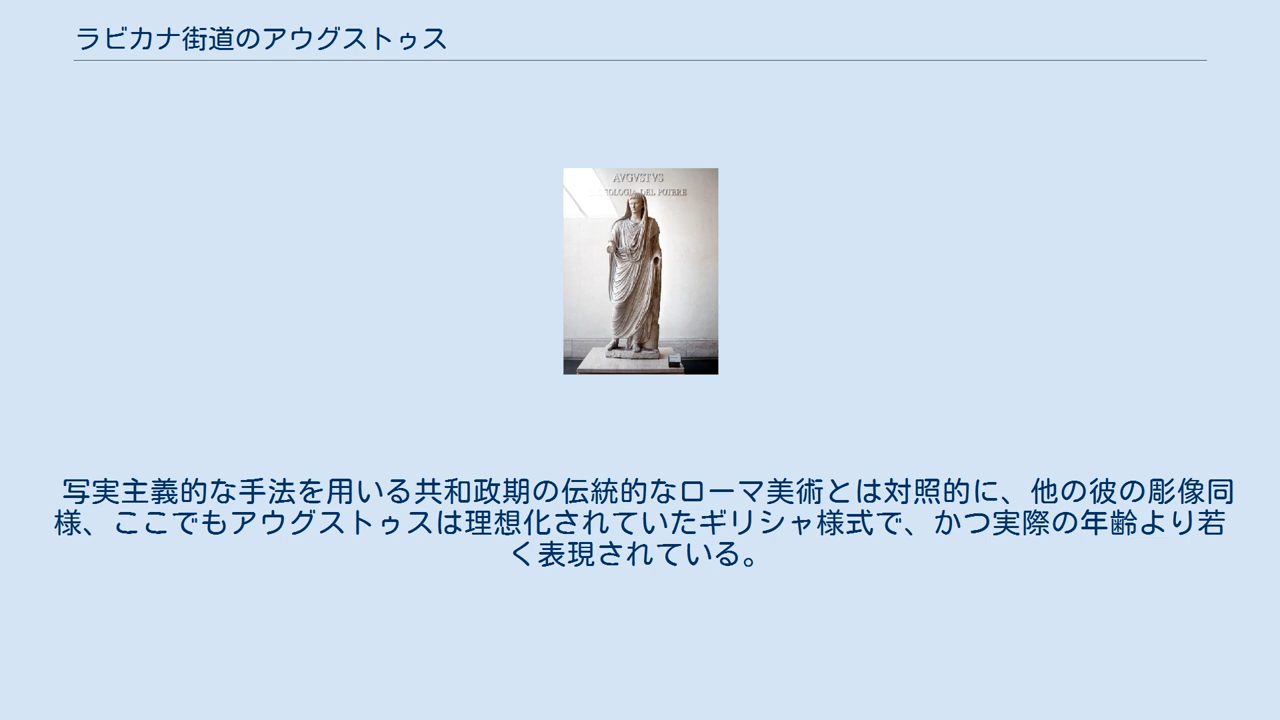 ラビカナ街道のアウグストゥス
AVGVSTVS
DEL POTERE
写実主義的な手法を用いる共和政期の伝統的なローマ美術とは対照的に、他の彼の彫像同
様、ここでもアウグストゥスは理想化されていたギリシャ様式で、かつ実際の年齢より若
く表現されている。